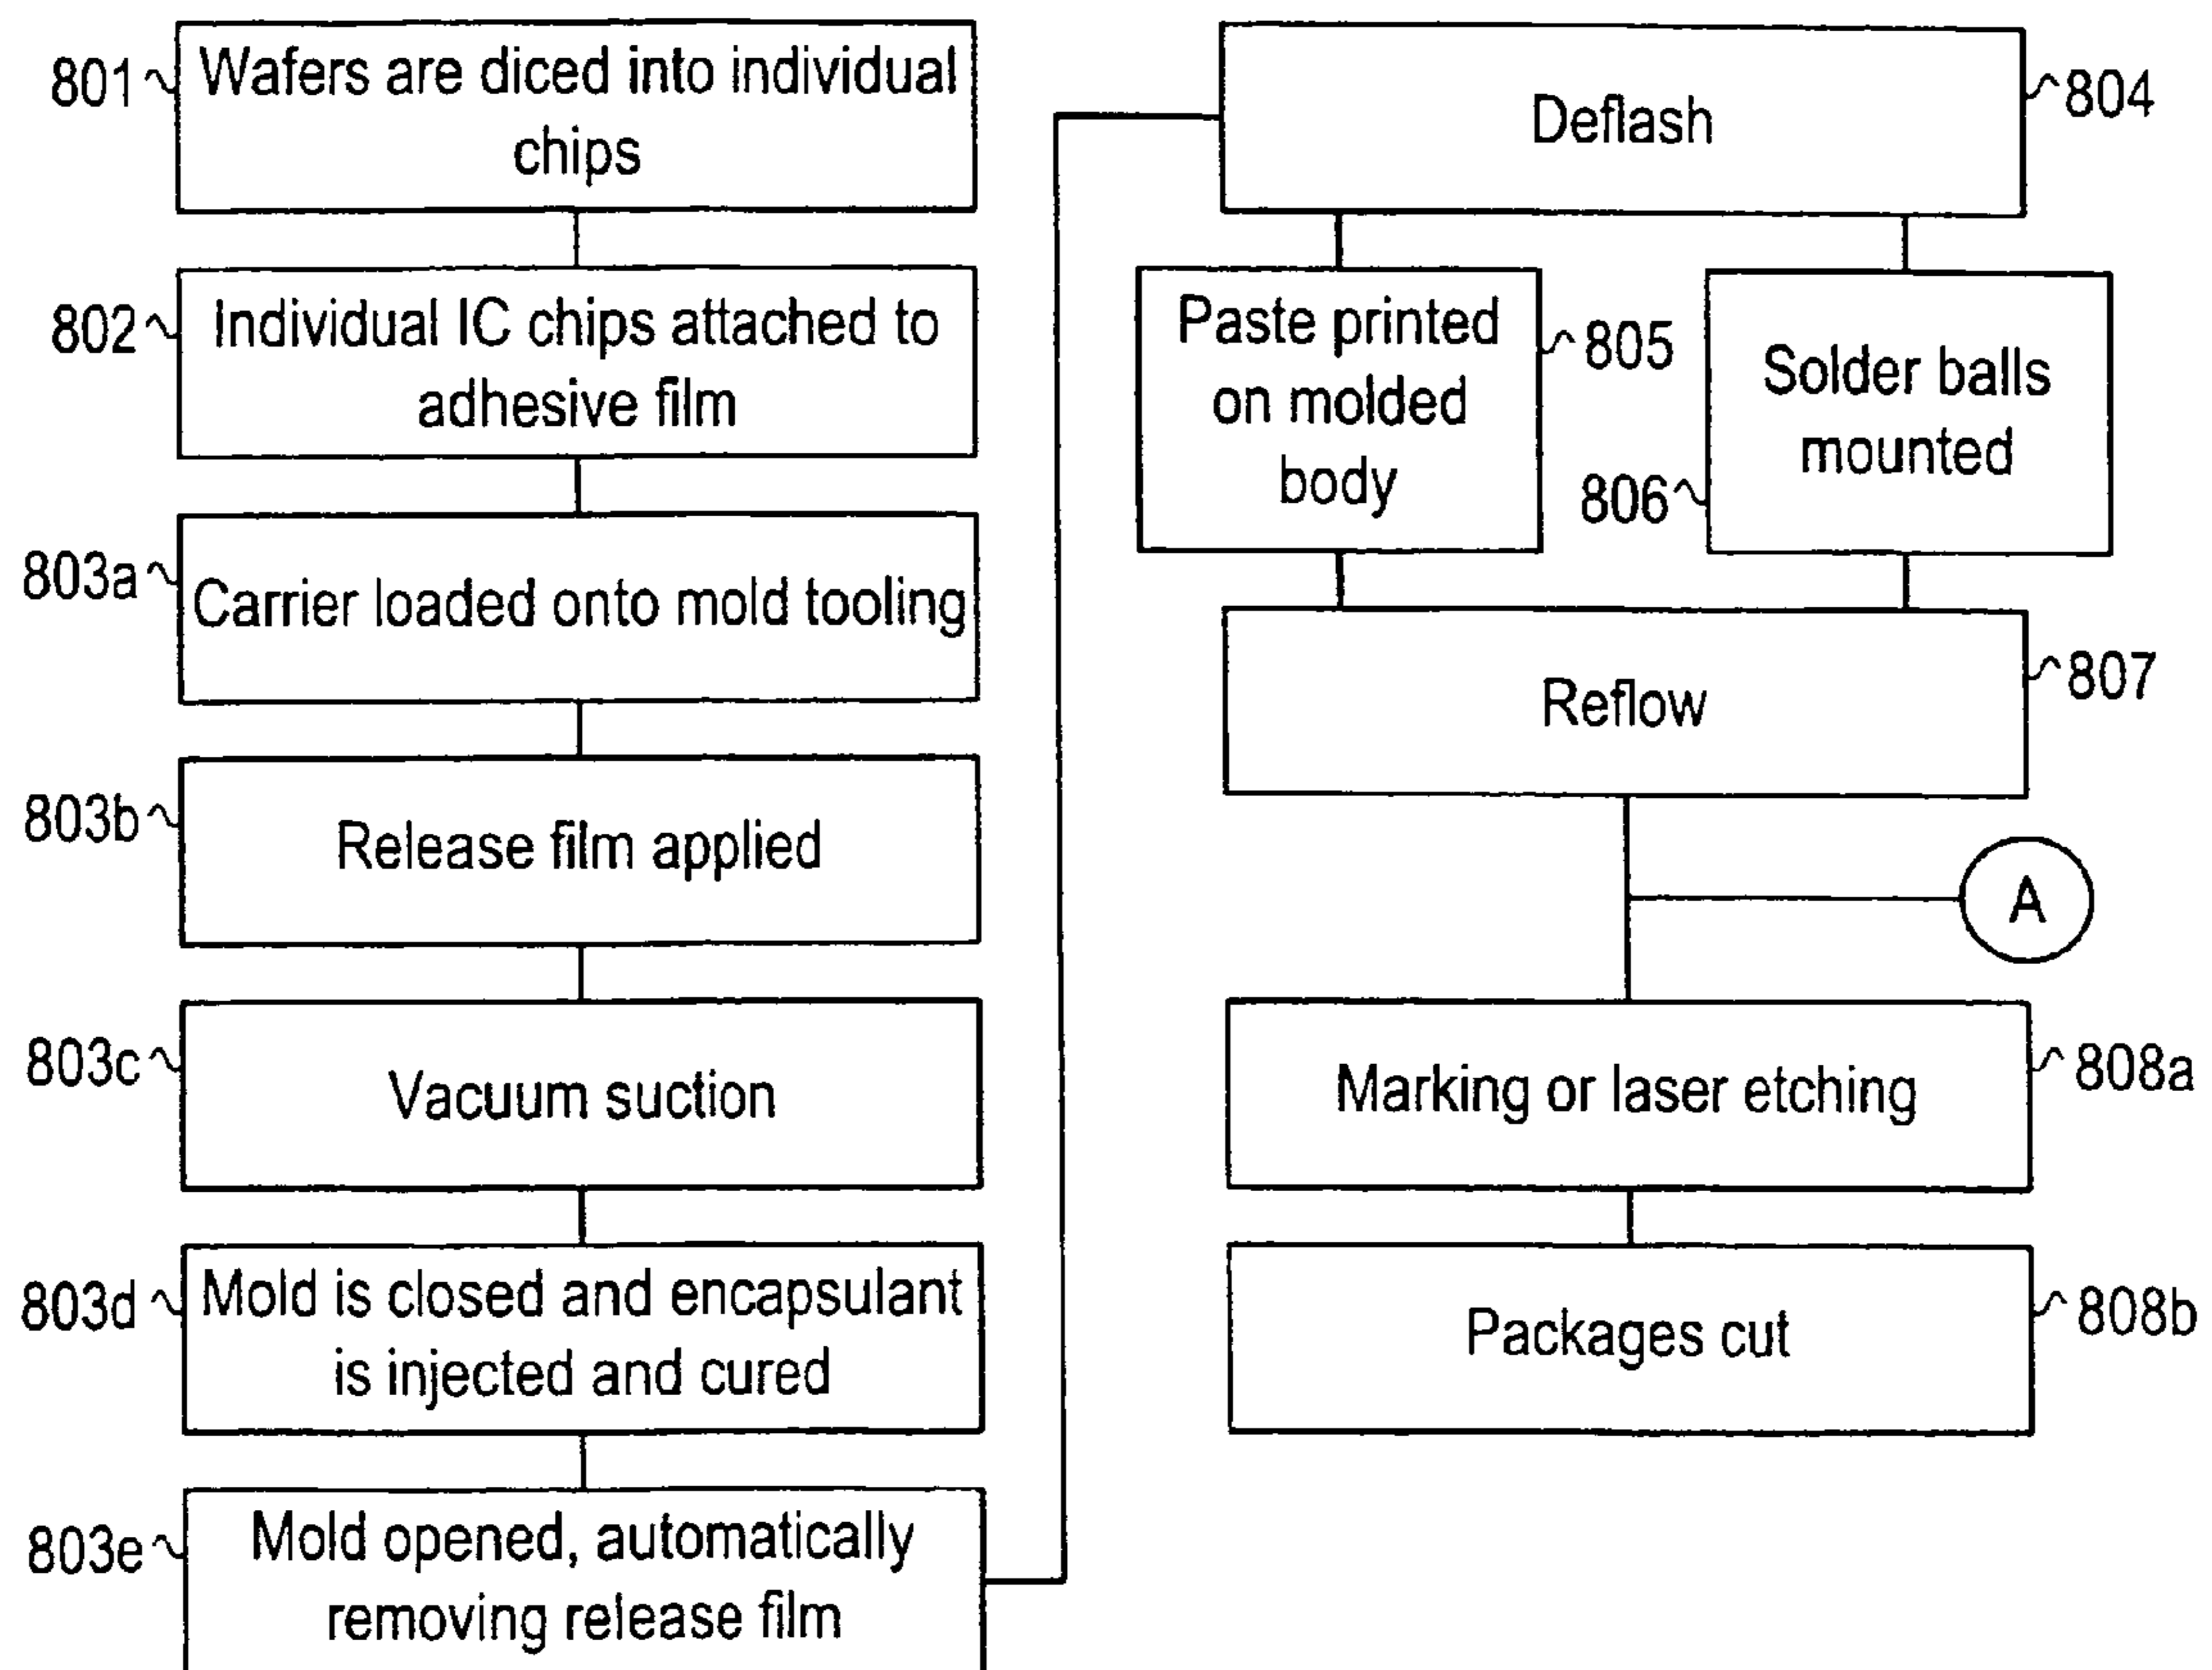 801
Wafers are diced into individual
chips
802
Individual IC chips attached to
adhesive film
803a
Carrier loaded onto mold tooling
803b
Release film applied
803c
Vacuum suction
803d
Mold is closed and encapsulant
is injected and cured
803e
Mold opened, automatically
removing release film
Deflash
804
Paste printed
on molded
body
805
Solder balls
mounted
806
Reflow
807
A
Marking or laser etching
808a
Packages cut
808b